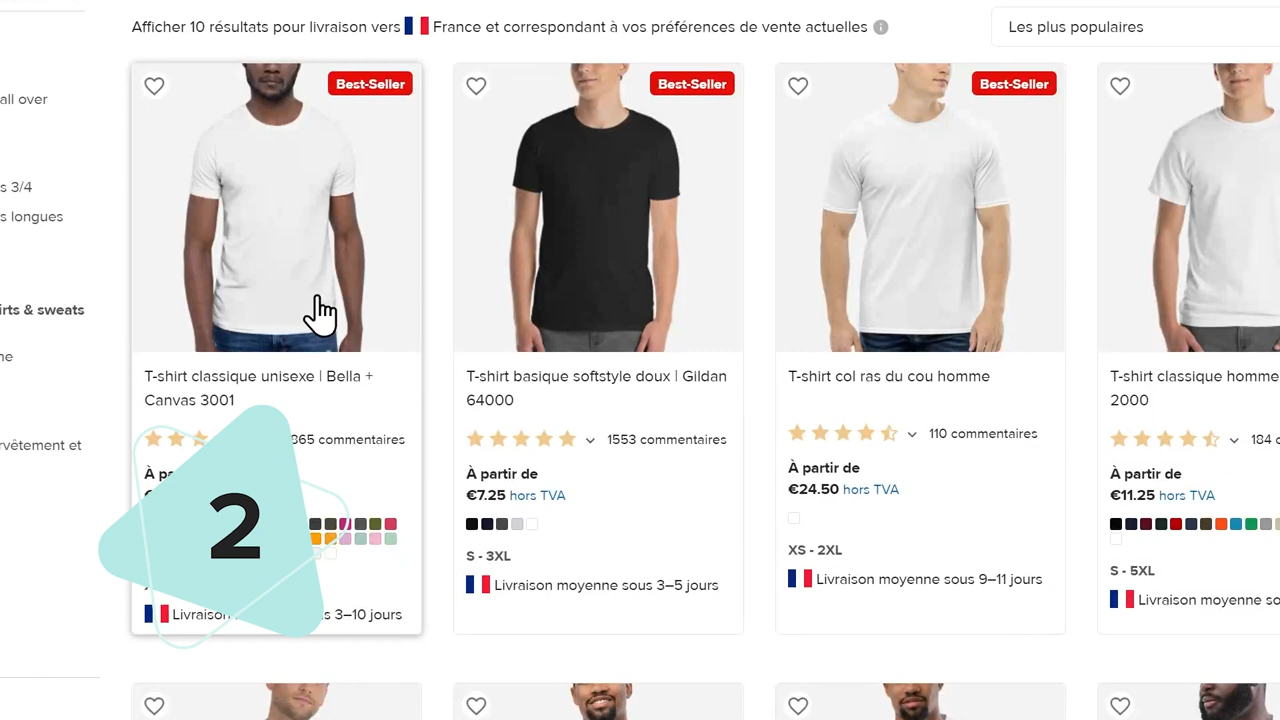 Afficher 10 résultats pour livraison vers France et correspondant à vos préférences de vente actuelles
Les plus populaires
all over
s 3/4
s longues
irts & sweats
ne
rvêtement et
Best-Seller
T-shirt classique unisexe | Bella +
Canvas 3001
865 commentaires
À pa
2
Livraison
s 3–10 jours
Best-Seller
T-shirt basique softstyle doux | Gildan
64000
1553 commentaires
À partir de
€7.25 hors TVA
S - 3XL
Livraison moyenne sous 3–5 jours
Best-Seller
T-shirt col ras du cou homme
110 commentaires
À partir de
€24.50 hors TVA
XS - 2XL
Livraison moyenne sous 9–11 jours
T-shirt classique homme
2000
184 c
À partir de
€11.25 hors TVA
S - 5XL
Livraison moyenne so